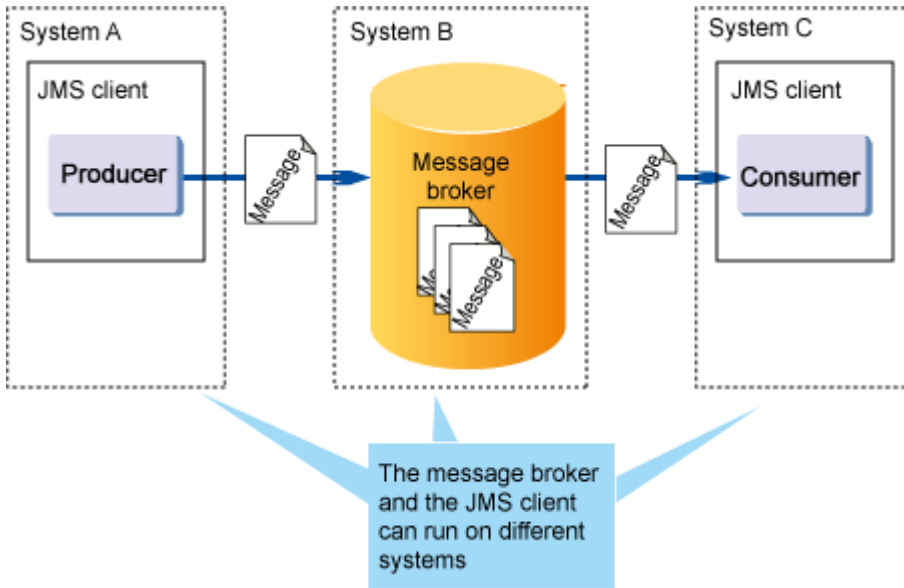 System A
JMS client
Producer
Message
System B
Message
broker
Message
Message
Message
Message
System C
JMS client
Consumer
The message broker
and the JMS client
can run on different
systems